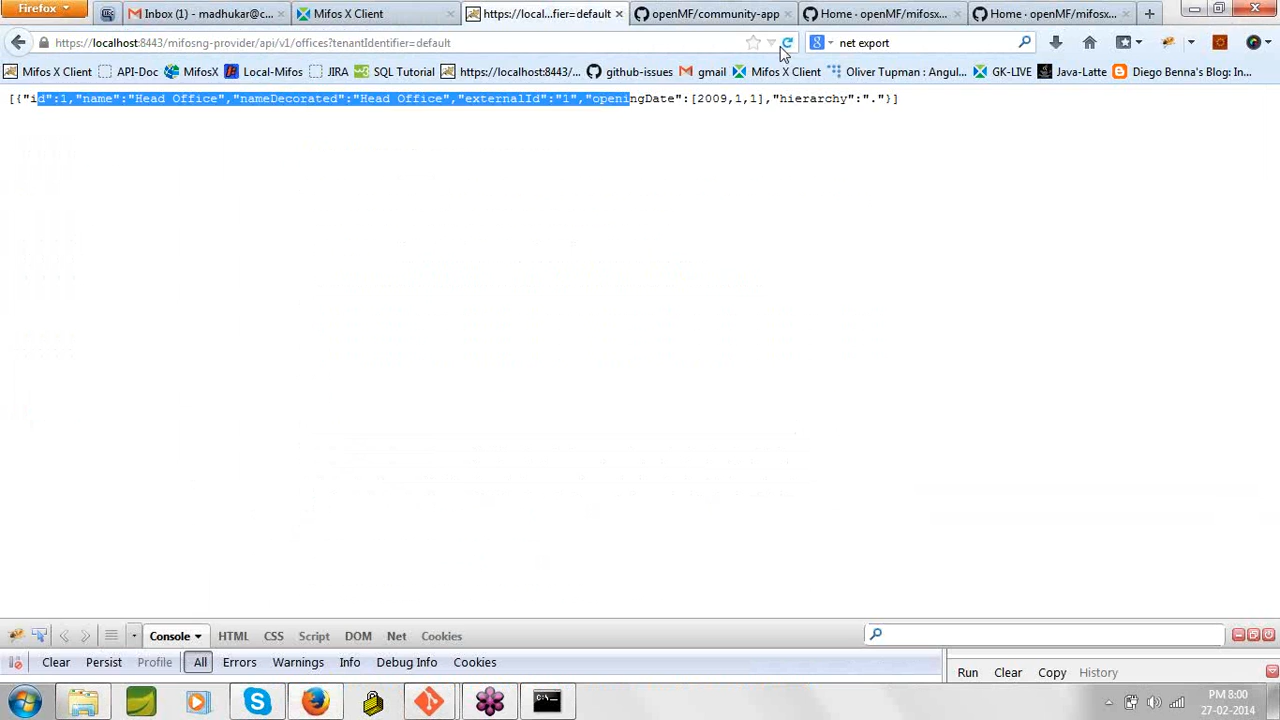 Firefox
Inbox (1) - madhukar@c...
Mifos X Client
https://local...fier=default
openMF/community-app
Home - openMF/mifosx...
Home - openMF/mifosx...
https://localhost:8443/mifosng-provider/api/v1/offices?tenantIdentifier=default
net export
Mifos X Client
API-Doc
MifosX
Local-Mifos
JIRA
SQL Tutorial
https://localhost:8443/...
github-issues
gmail
Mifos X Client
Oliver Tupman - rngul...
GK-LIVE
Java-Latte
Diego Benna's Blog: In...
[{"id":1,"name":"Head Office","nameDecorated":"Head Office","externalId":"1","openingDate":[2009,1,1],"hierarchy":"."}]
Console
HTML
CSS
Script
DOM
Net
Cookies
Clear
Persist
Profile
All
Errors
Warnings
Info
Debug Info
Cookies
Run
Clear
Copy
History
PM 8:00
27-02-2014